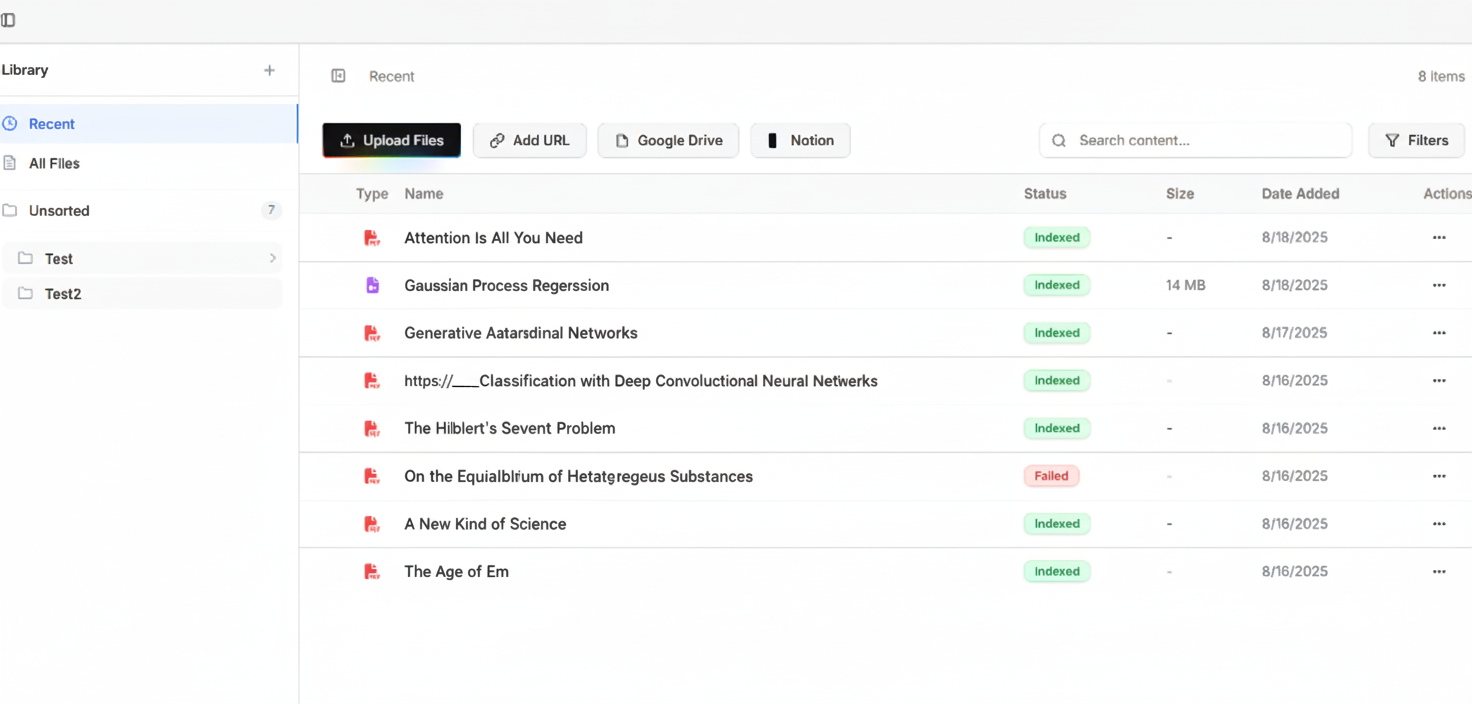 Library
Recent
All Files
Unsorted 7
Test
Test2
Recent 8 items
Upload Files Add URL Google Drive Notion Search content... Filters
Type Name Status Size Date Added Actions
Attention Is All You Need Indexed - 8/18/2025
Gaussian Process Regerssion Indexed 14 MB 8/18/2025
Generative Aatarsdinal Networks Indexed - 8/17/2025
https://___Classification with Deep Convoluctional Neural Netwerks Indexed - 8/16/2025
The Hilblert's Sevent Problem Indexed - 8/16/2025
On the Equialblrium of Hetatgregeus Substances Failed - 8/16/2025
A New Kind of Science Indexed - 8/16/2025
The Age of Em Indexed - 8/16/2025